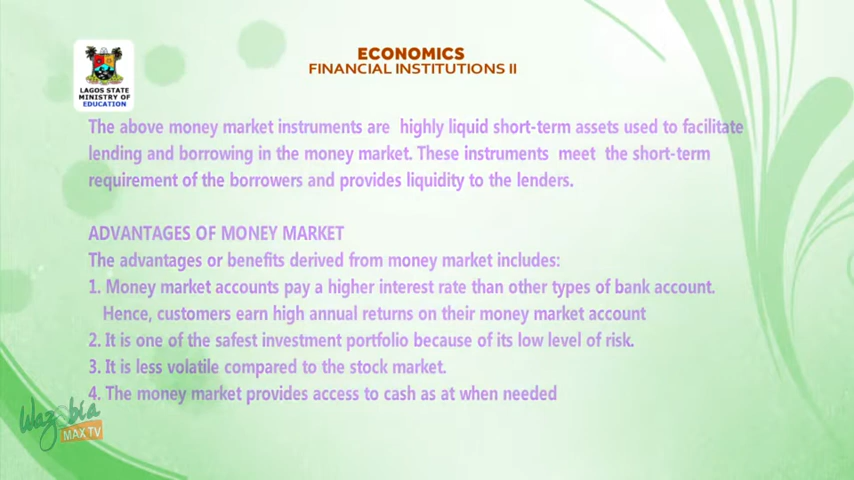 ECONOMICS
FINANCIAL INSTITUTIONS II
LAGOS STATE
MINISTRY OF
EDUCATION
The above money market instruments are highly liquid short-term assets used to facilitate
lending and borrowing in the money market. These instruments meet the short-term
requirement of the borrowers and provides liquidity to the lenders.
ADVANTAGES OF MONEY MARKET
The advantages or benefits derived from money market includes:
1. Money market accounts pay a higher interest rate than other types of bank account.
Hence, customers earn high annual returns on their money market account
2. It is one of the safest investment portfolio because of its low level of risk.
3. It is less volatile compared to the stock market.
4. The money market provides access to cash as at when needed
Wazobia
MAX TV